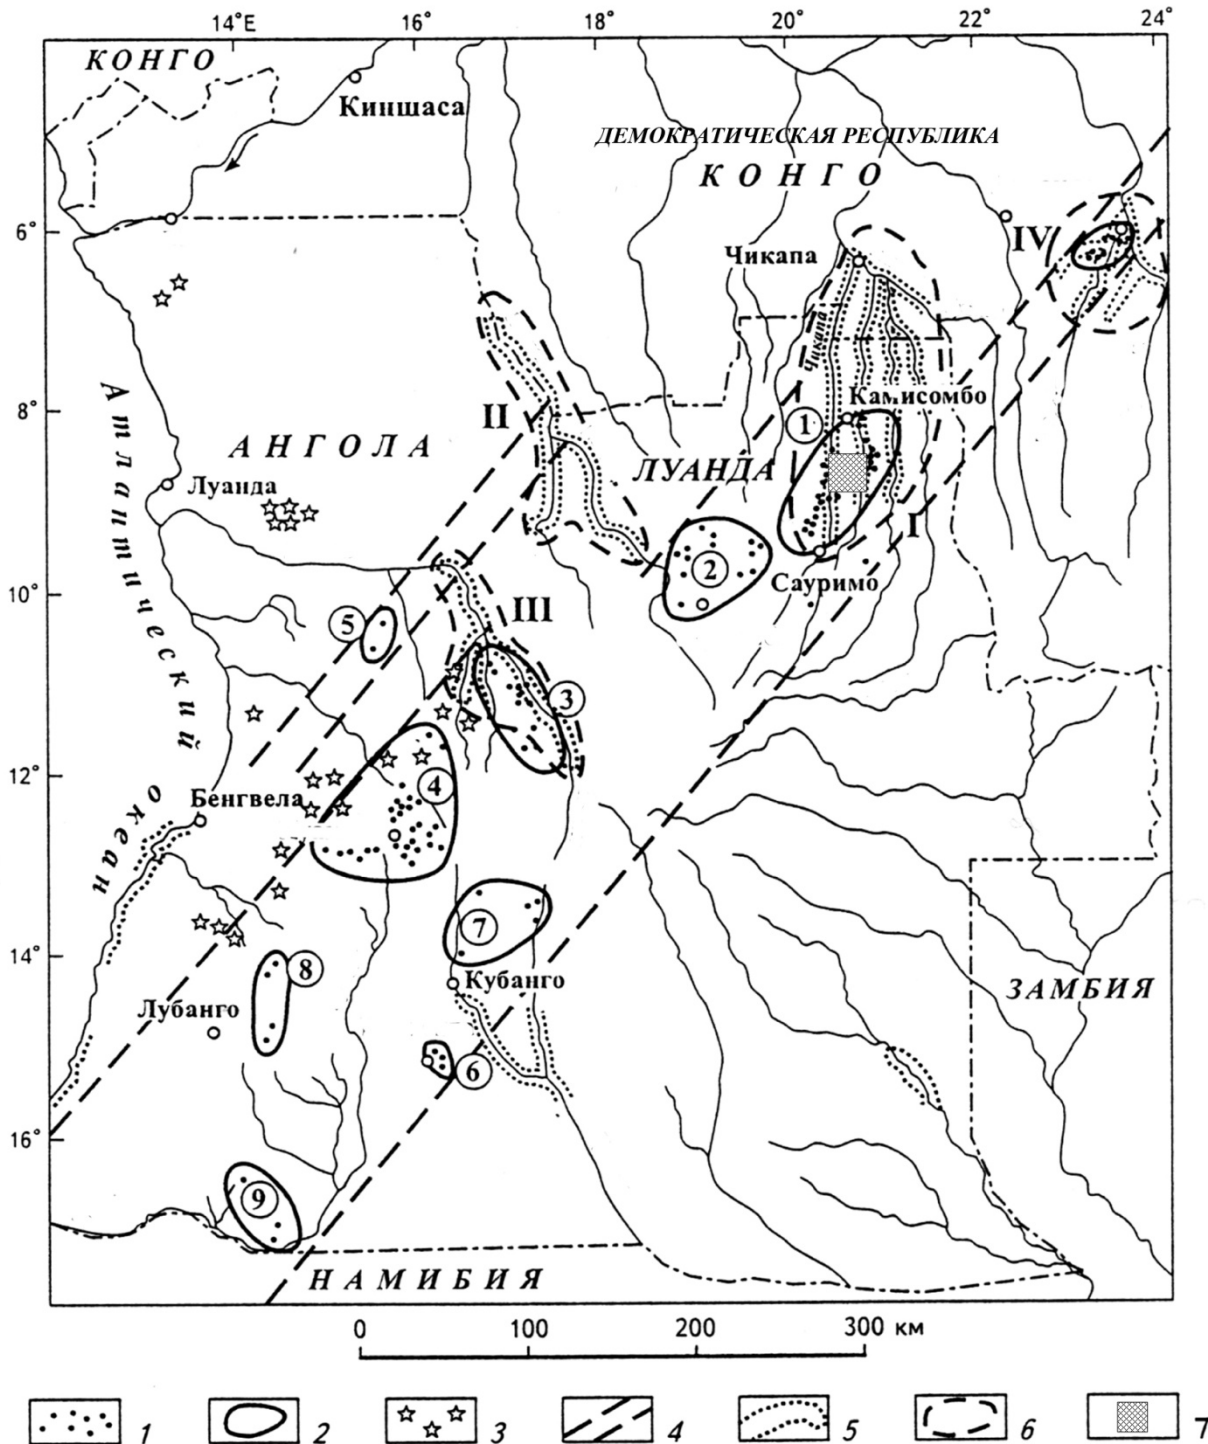 14°E 16° 18° 20° 22° 24°
КОНГО
Киншаса
ДЕМОКРАТИЧЕСКАЯ РЕСПУБЛИКА
КОНГО
6°
IV
Чикапа
Чикапа
II
8°
Камисомбо
1
АНГОЛА
ЛУАНДА
Луанда
I
2
Сауримо
10°
III
5
3
Атлантический океан
12°
4
Бенгвела
7
14°
8
Кубанго
Лубанго
ЗАМБИЯ
6
16°
9
НАМИБИЯ
0 100 200 300 км
1 2 3 4 5 6 7